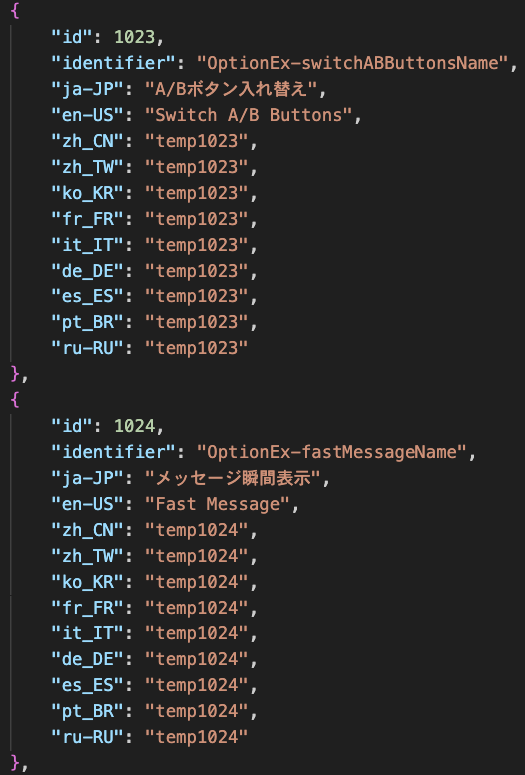 {
"id": 1023,
"identifier": "OptionEx-switchABButtonsName",
"ja-JP": "A/Bボタン入れ替え",
"en-US": "Switch A/B Buttons",
"zh_CN": "temp1023",
"zh_TW": "temp1023",
"ko_KR": "temp1023",
"fr_FR": "temp1023",
"it_IT": "temp1023",
"de_DE": "temp1023",
"es_ES": "temp1023",
"pt_BR": "temp1023",
"ru-RU": "temp1023"
},
{
"id": 1024,
"identifier": "OptionEx-fastMessageName",
"ja-JP": "メッセージ瞬間表示",
"en-US": "Fast Message",
"zh_CN": "temp1024",
"zh_TW": "temp1024",
"ko_KR": "temp1024",
"fr_FR": "temp1024",
"it_IT": "temp1024",
"de_DE": "temp1024",
"es_ES": "temp1024",
"pt_BR": "temp1024",
"ru-RU": "temp1024"
},